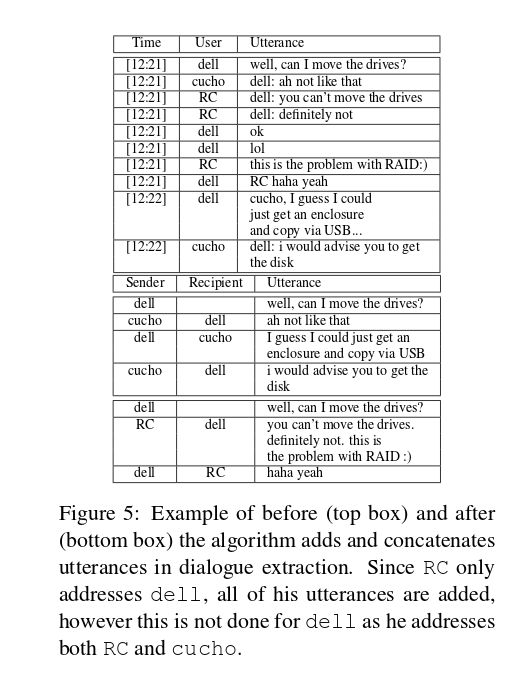 Time User Utterance
[12:21] dell well, can I move the drives?
[12:21] cucho dell: ah not like that
[12:21] RC dell: you can't move the drives
[12:21] RC dell: definitely not
[12:21] dell ok
[12:21] dell lol
[12:21] RC this is the problem with RAID:)
[12:21] dell RC haha yeah
[12:22] dell cucho, I guess I could
just get an enclosure
and copy via USB...
[12:22] cucho dell: i would advise you to get
the disk
Sender Recipient Utterance
dell well, can I move the drives?
cucho dell ah not like that
dell cucho I guess I could just get an
enclosure and copy via USB
cucho dell i would advise you to get the
disk
dell well, can I move the drives?
RC dell you can't move the drives.
definitely not. this is
the problem with RAID :)
dell RC haha yeah
Figure 5: Example of before (top box) and after
(bottom box) the algorithm adds and concatenates
utterances in dialogue extraction. Since RC only
addresses dell, all of his utterances are added,
however this is not done for dell as he addresses
both RC and cucho.